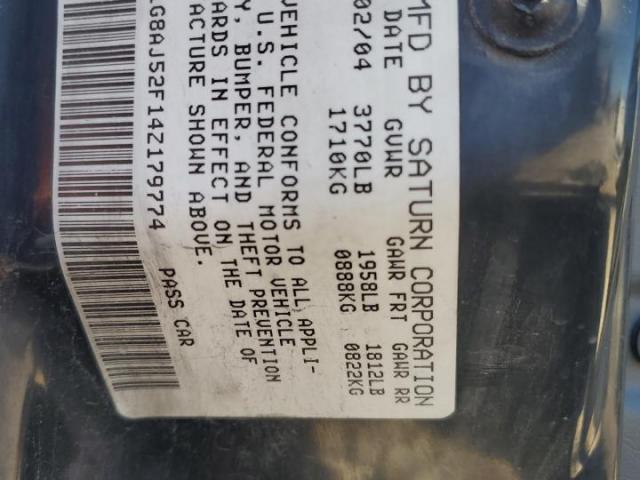 MFD BY SATURN CORPORATION
DATE GVWR GAWR FRT GAWR RR
02/04 3770LB 1958LB 1812LB
1710KG 0888KG 0822KG
VEHICLE CONFORMS TO ALL APPLI-
U.S. FEDERAL MOTOR VEHICLE
Y, BUMPER, AND THEFT PREVENTION
ARDS IN EFFECT ON THE DATE OF
ACTURE SHOWN ABOVE.
G8AJ52F14Z179774 PASS CAR